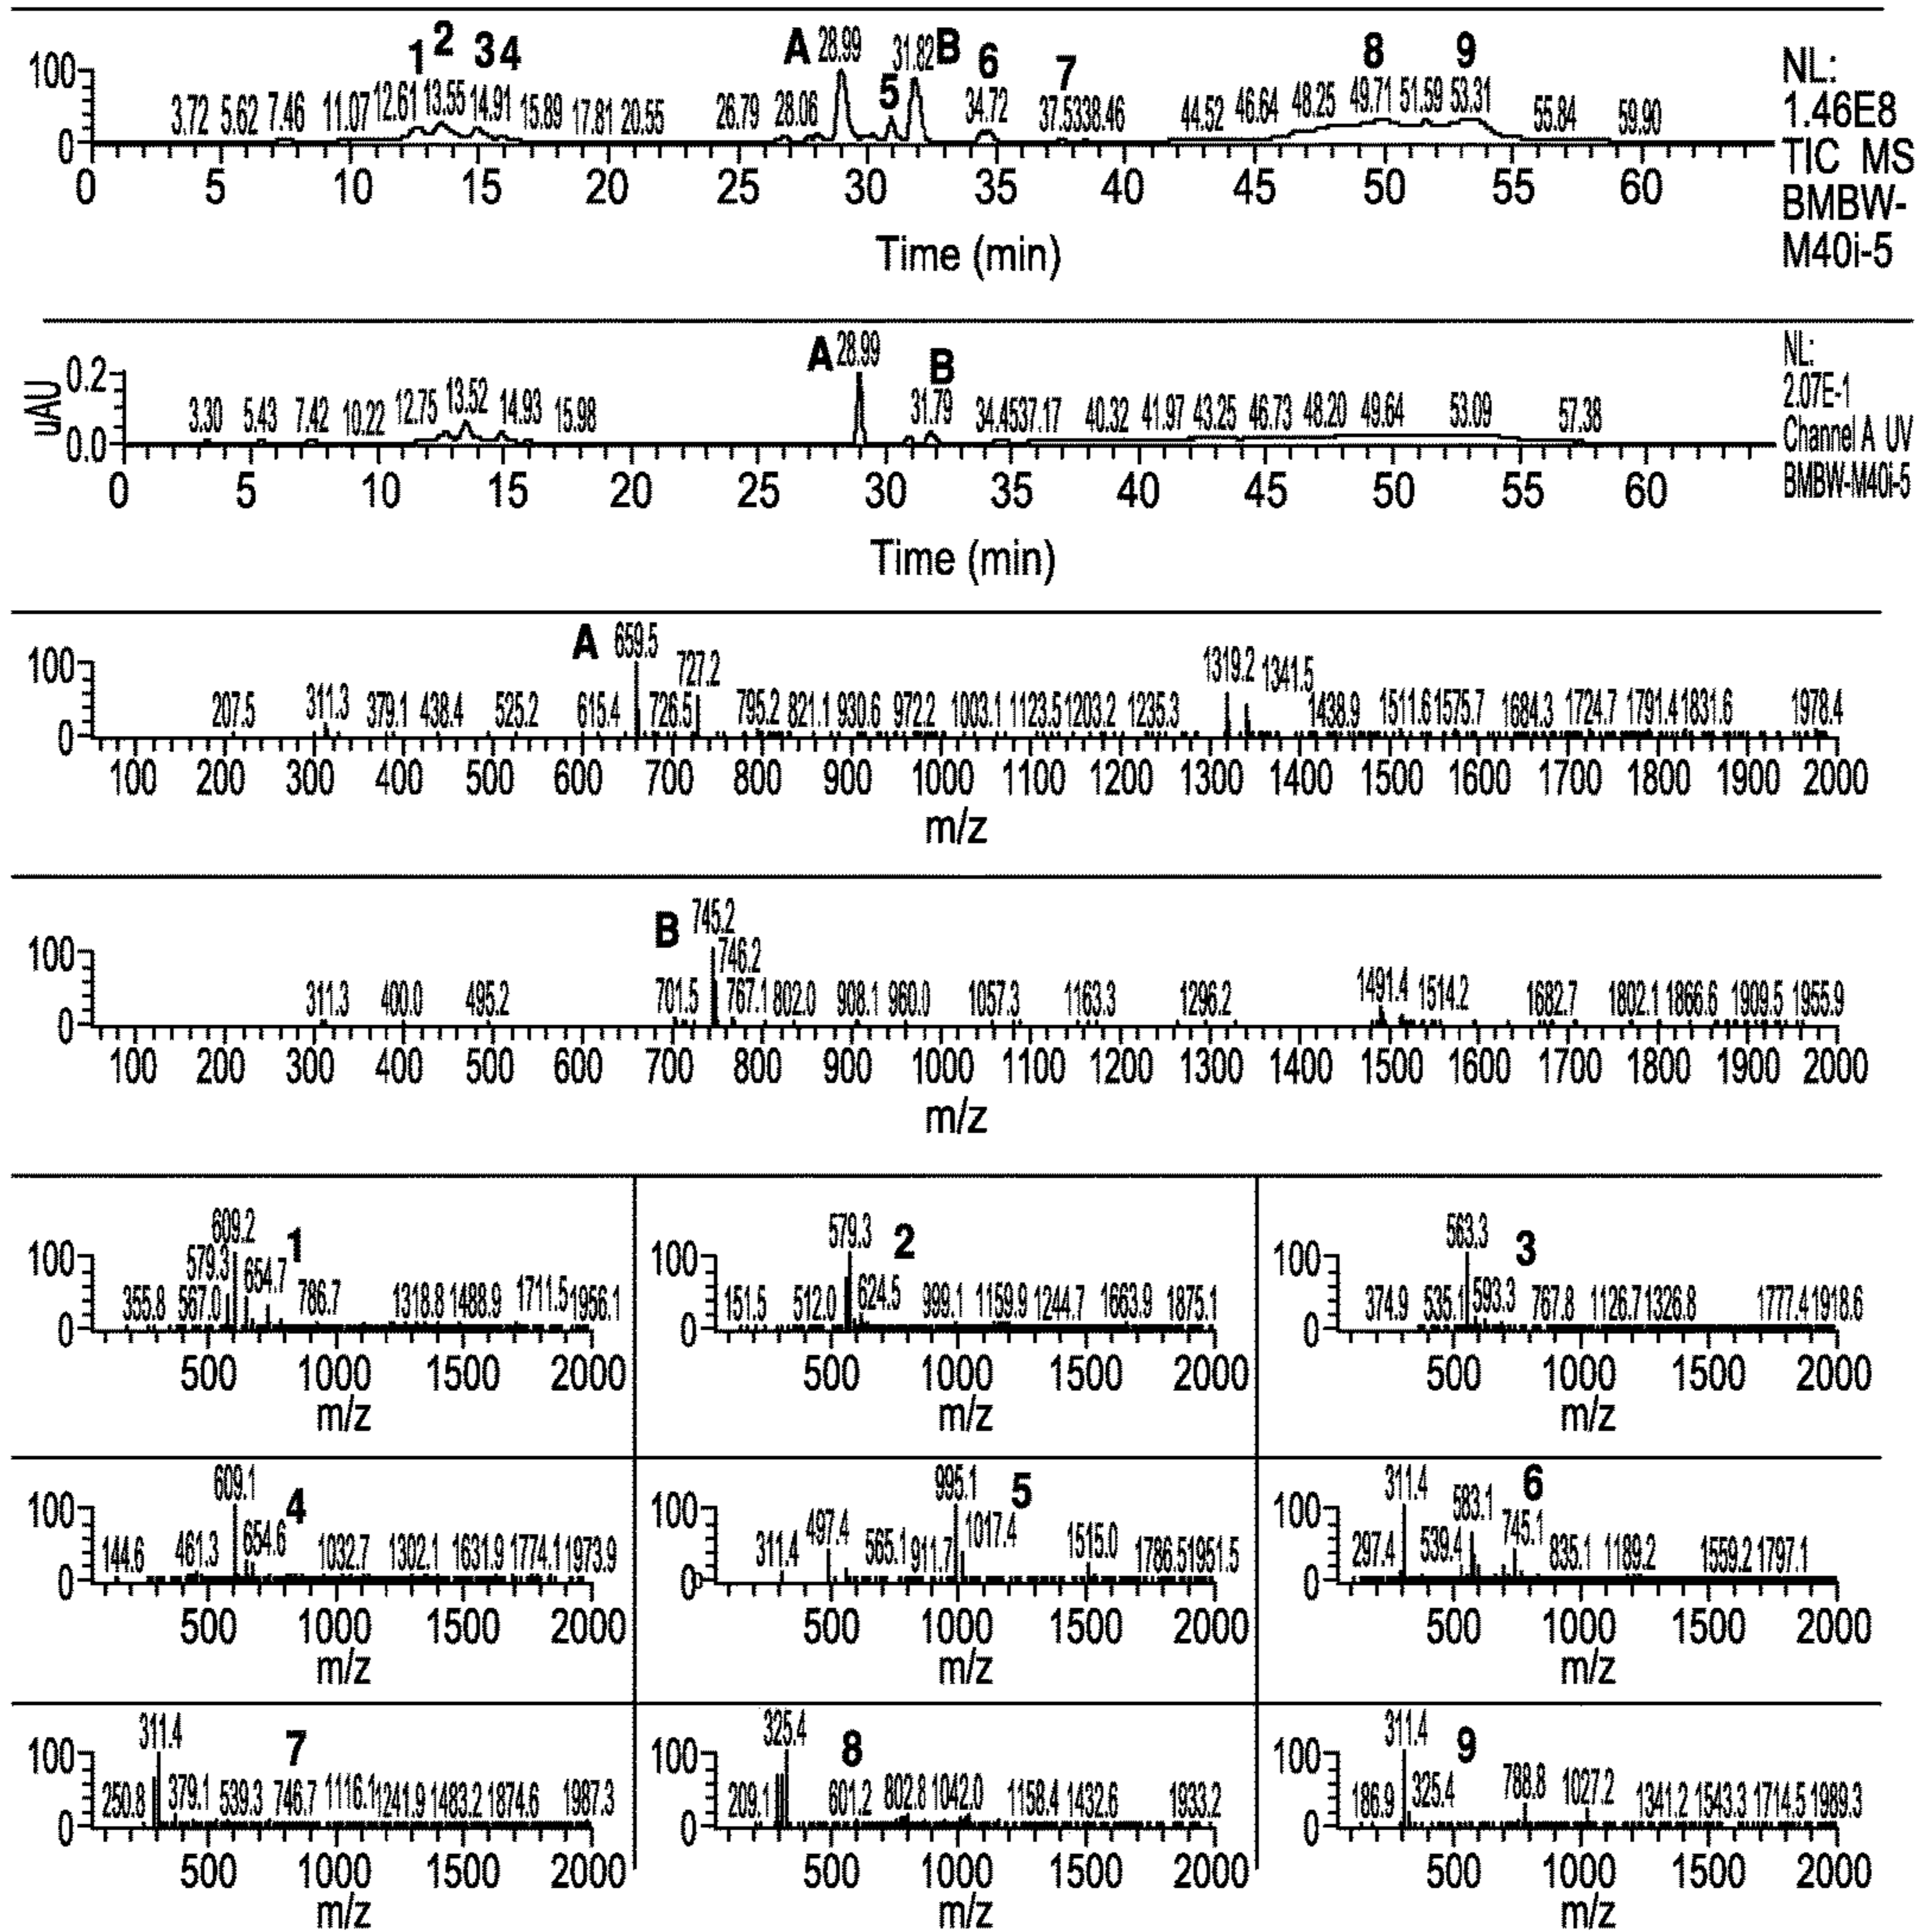 A 28.99 31.82 B 6 8 9
1 2 3 4 5 7
100 3.72 5.62 7.46 11.07 12.61 13.55 14.91 15.89 17.81 20.55 26.79 28.06 34.72 37.53 38.46 44.52 46.64 48.25 49.71 51.59 53.31 55.84 59.90
0
0 5 10 15 20 25 30 35 40 45 50 55 60
Time (min)
NL:
1.46E8
TIC MS
BMBW-
M40i-5
A 28.99 B
uAU 0.2 3.30 5.43 7.42 10.22 12.75 13.52 14.93 15.98 31.79 34.45 37.17 40.32 41.97 43.25 46.73 48.20 49.64 53.09 57.38
0.0
0 5 10 15 20 25 30 35 40 45 50 55 60
Time (min)
NL:
2.07E-1
Channel A UV
BMBW-M40i-5
A 659.5
100 207.5 311.3 379.1 438.4 525.2 615.4 726.5 727.2 795.2 821.1 930.6 972.2 1003.1 1123.5 1203.2 1235.3 1319.2 1341.5 1438.9 1511.6 1575.7 1684.3 1724.7 1791.4 1831.6 1978.4
0
100 200 300 400 500 600 700 800 900 1000 1100 1200 1300 1400 1500 1600 1700 1800 1900 2000
m/z
B 745.2
100 311.3 400.0 495.2 701.5 746.2 767.1 802.0 908.1 960.0 1057.3 1163.3 1296.2 1491.4 1514.2 1682.7 1802.1 1866.6 1909.5 1955.9
0
100 200 300 400 500 600 700 800 900 1000 1100 1200 1300 1400 1500 1600 1700 1800 1900 2000
m/z
609.2 1
100 355.8 567.0 579.3 654.7 786.7 1318.8 1488.9 1711.5 1956.1
0
500 1000 1500 2000
m/z
579.3 2
100 151.5 512.0 624.5 999.1 1159.9 1244.7 1663.9 1875.1
0
500 1000 1500 2000
m/z
563.3 3
100 374.9 535.1 593.3 767.8 1126.7 1326.8 1777.4 1918.6
0
500 1000 1500 2000
m/z
609.1 4
100 144.6 461.3 654.6 1032.7 1302.1 1631.9 1774.1 1973.9
0
500 1000 1500 2000
m/z
995.1 5
100 311.4 497.4 565.1 911.7 1017.4 1515.0 1786.5 1951.5
0
500 1000 1500 2000
m/z
311.4 6
100 297.4 539.4 583.1 745.1 835.1 1189.2 1559.2 1797.1
0
500 1000 1500 2000
m/z
311.4 7
100 250.8 379.1 539.3 746.7 1116.1 1241.9 1483.2 1874.6 1987.3
0
500 1000 1500 2000
m/z
325.4 8
100 209.1 601.2 802.8 1042.0 1158.4 1432.6 1933.2
0
500 1000 1500 2000
m/z
311.4 9
100 186.9 325.4 788.8 1027.2 1341.2 1543.3 1714.5 1989.3
0
500 1000 1500 2000
m/z